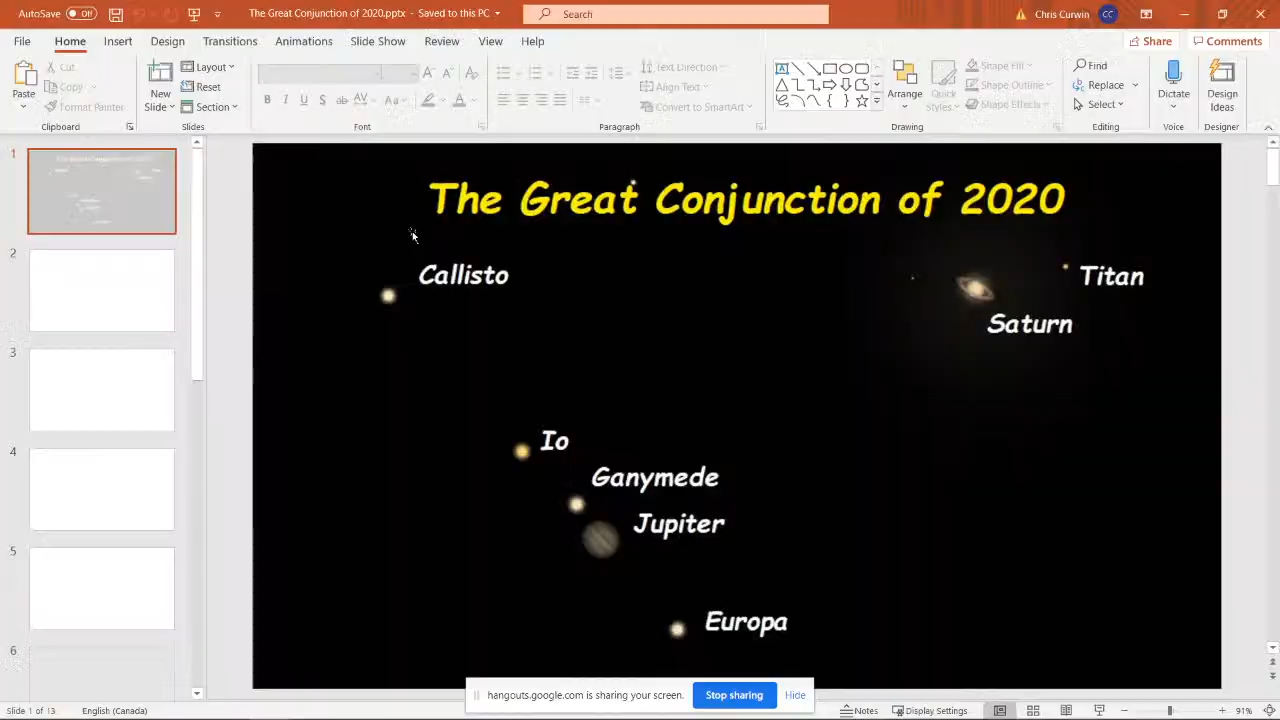 AutoSave Off The Great Conjunction of 2020.pptx - Saved to this PC Search Chris Curwin CC
File Home Insert Design Transitions Animations Slide Show Review View Help Share Comments
Paste Cut Copy New Slide Layout Reset Section
Text Direction Align Text Convert to SmartArt
Arrange Styles Shape Fill Shape Outline Shape Effects
Find Replace Select Dictate Design Ideas
Clipboard Slides Font Paragraph Drawing Editing Voice Designer
1
2
3
4
5
6
The Great Conjunction of 2020
Callisto
Titan
Saturn
Io
Ganymede
Jupiter
Europa
hangouts.google.com is sharing your screen. Stop sharing Hide
of 13 English (Canada) Notes Display Settings 91%